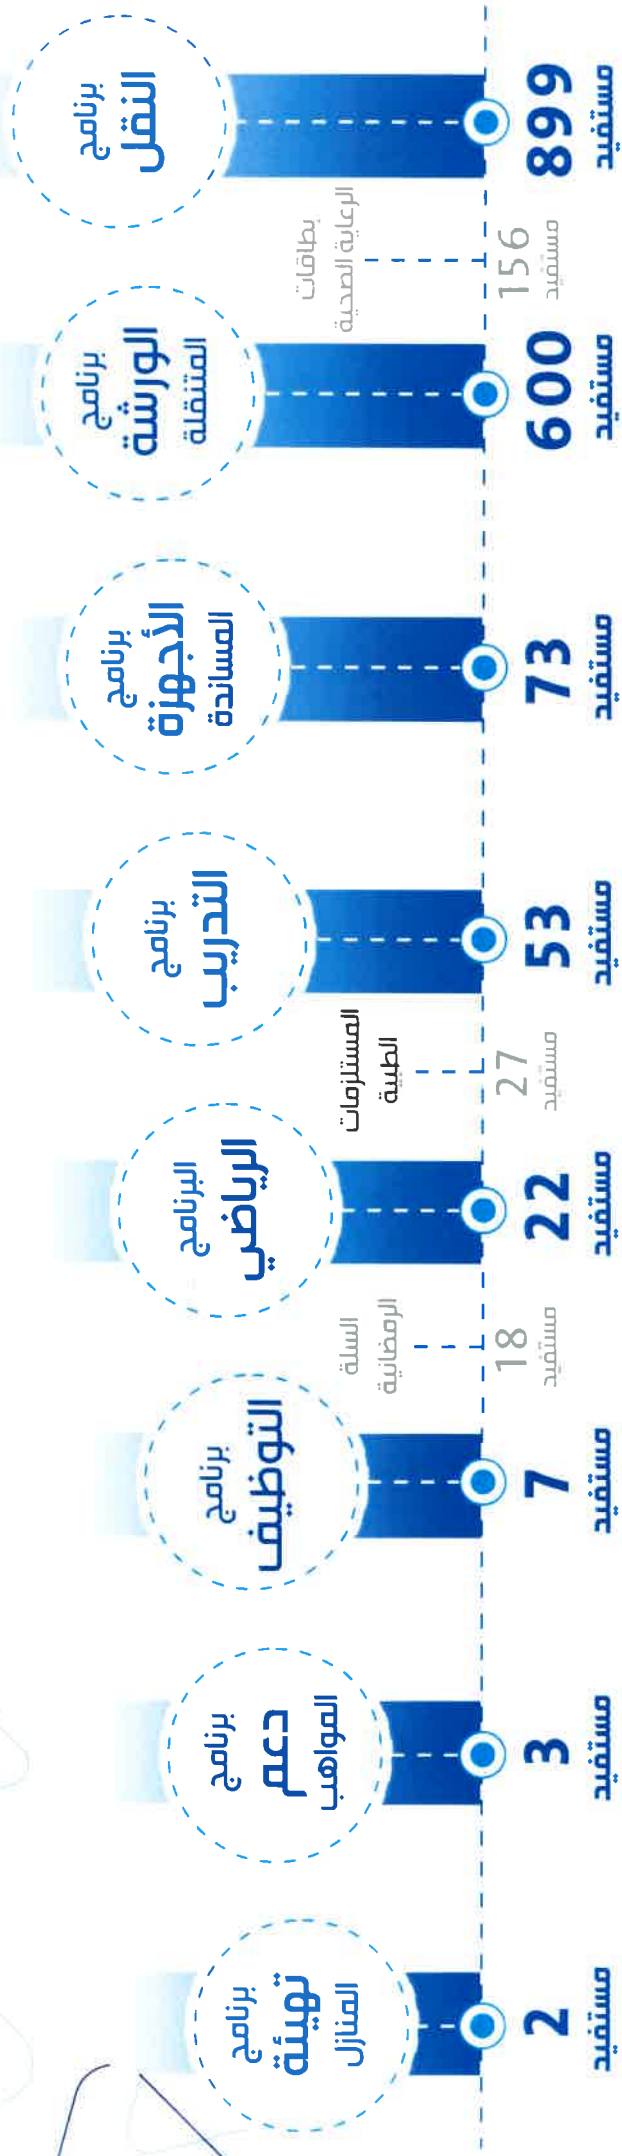 برنامج
النقل
899
مستفيد
بطاقات
الرعاية الصحية
156
مستفيد
برنامج
الورشة
المتنقلة
600
مستفيد
برنامج
الأجهزة
المساندة
73
مستفيد
برنامج
التدريب
53
مستفيد
المستلزمات
الطبية
27
مستفيد
البرنامج
الرياضي
22
مستفيد
السلة
الرمضانية
18
مستفيد
برنامج
التوظيف
7
مستفيد
برنامج
دعم
المواهب
3
مستفيد
برنامج
تهيئة
المنازل
2
مستفيد